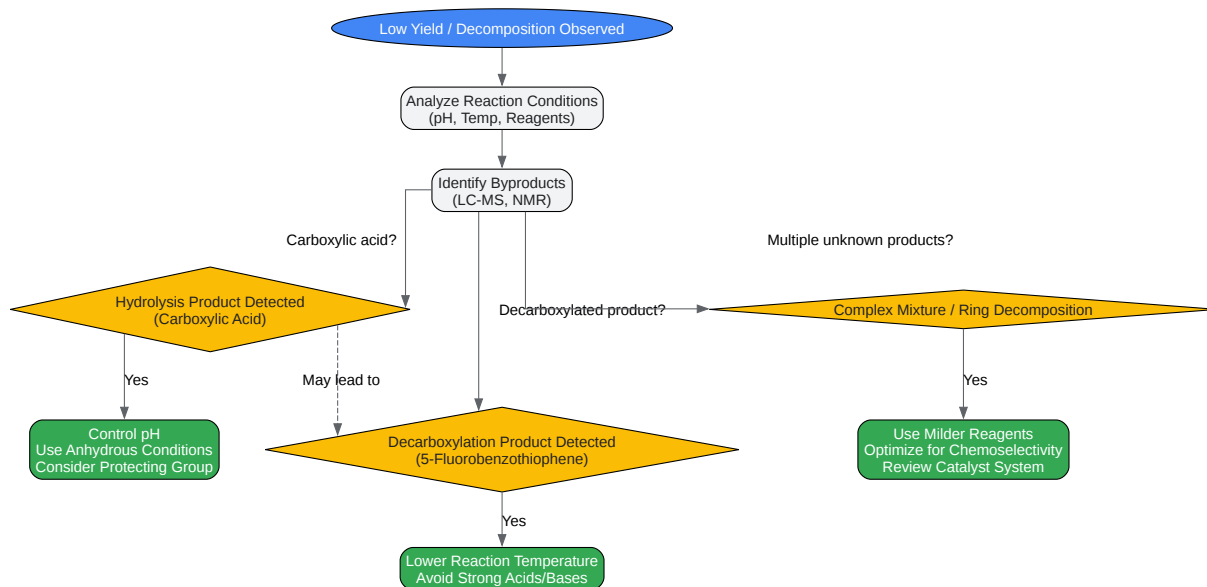 Low Yield / Decomposition Observed
Analyze Reaction Conditions
(pH, Temp, Reagents)
Identify Byproducts
(LC-MS, NMR)
Carboxylic acid?
Multiple unknown products?
Hydrolysis Product Detected
(Carboxylic Acid)
Decarboxylated product?
Complex Mixture / Ring Decomposition
Yes
May lead to
Yes
Control pH
Use Anhydrous Conditions
Consider Protecting Group
Decarboxylation Product Detected
(5-Fluorobenzothiophene)
Use Milder Reagents
Optimize for Chemoselectivity
Review Catalyst System
Yes
Lower Reaction Temperature
Avoid Strong Acids/Bases